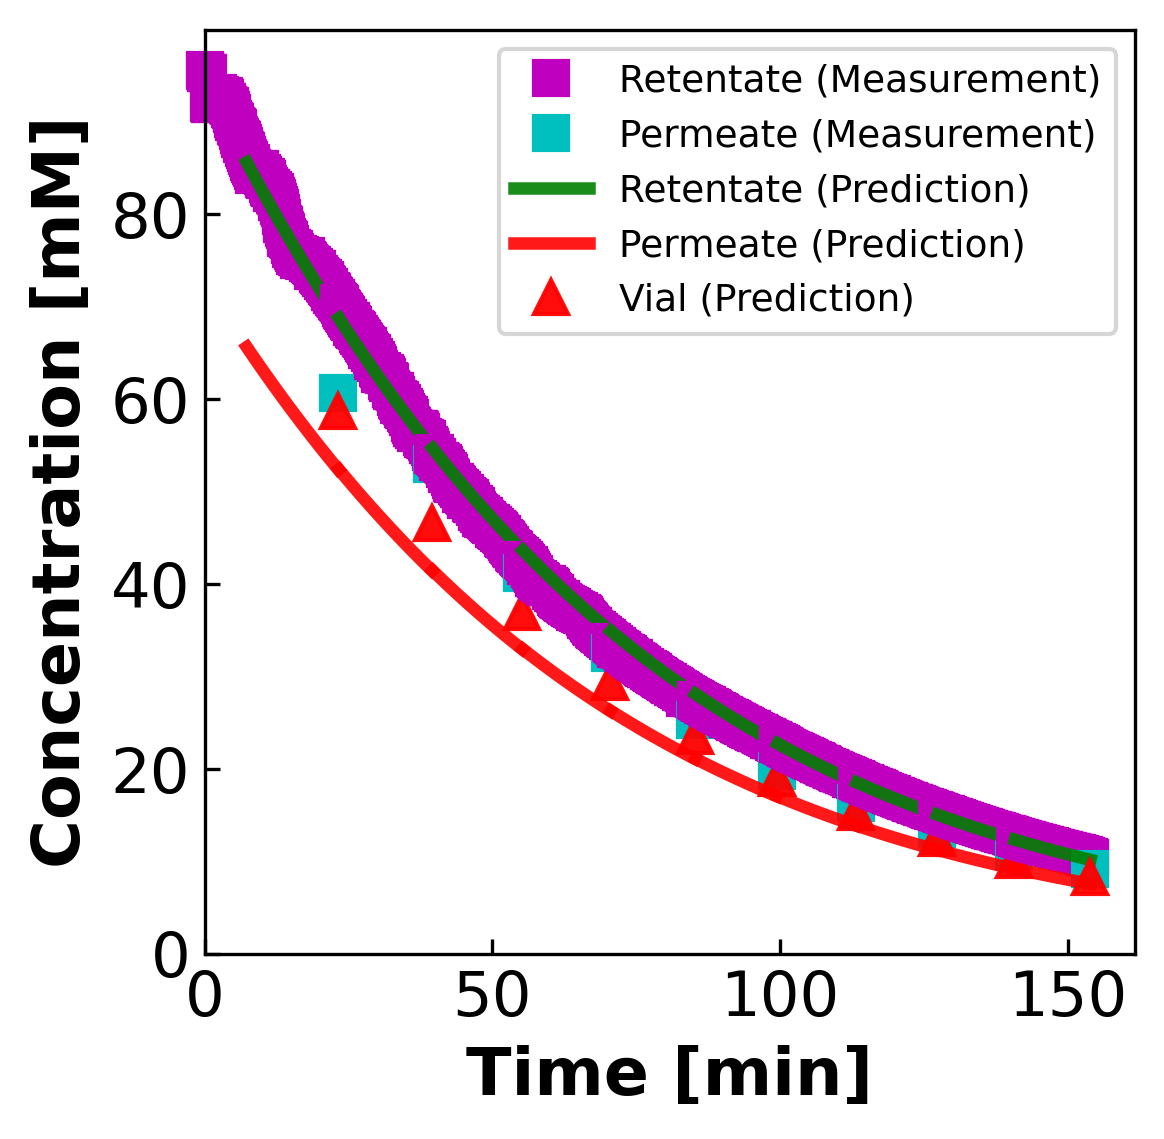 Concentration [mM]
80
60
40
20
0
Retentate (Measurement)
Permeate (Measurement)
Retentate (Prediction)
Permeate (Prediction)
Vial (Prediction)
0 50 100 150
Time [min]